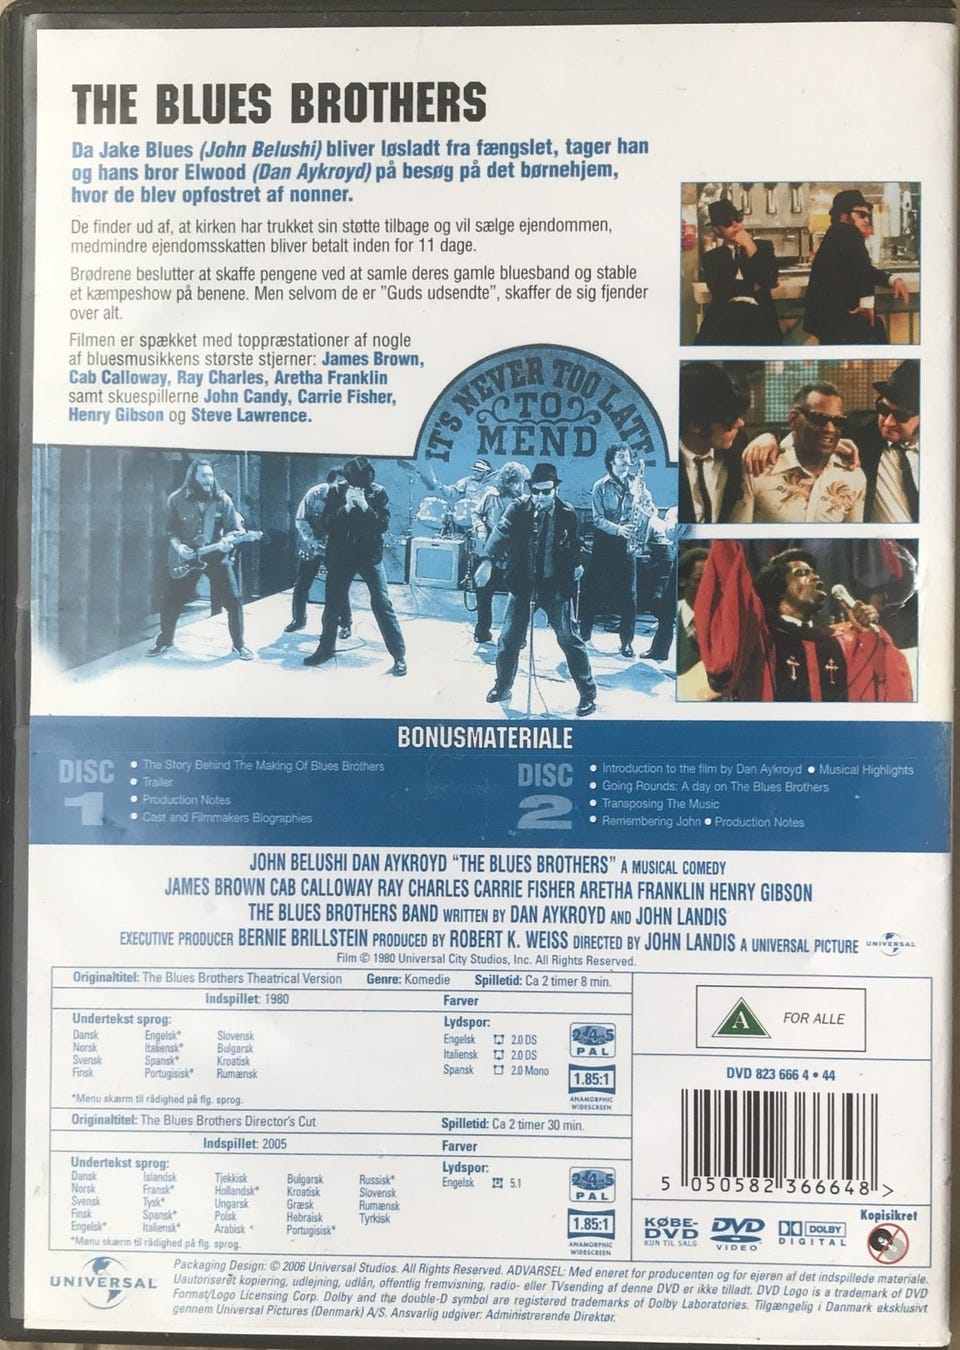 THE BLUES BROTHERS
Da Jake Blues (John Belushi) bliver løsladt fra fængslet, tager han
og hans bror Elwood (Dan Aykroyd) på besøg på det børnehjem,
hvor de blev opfostret af nonner.
De finder ud af, at kirken har trukket sin støtte tilbage og vil sælge ejendommen,
medmindre ejendomsskatten bliver betalt inden for 11 dage.
Brødrene beslutter at skaffe pengene ved at samle deres gamle bluesband og stable
et kæmpeshow på benene. Men selvom de er "Guds udsendte", skaffer de sig fjender
over alt.
Filmen er spækket med toppræstationer af nogle
af bluesmusikkens største stjerner: James Brown,
Cab Calloway, Ray Charles, Aretha Franklin
samt skuespillerne John Candy, Carrie Fisher,
Henry Gibson og Steve Lawrence.
IT'S NEVER TOO LATE
TO
MEND
BONUSMATERIALE
DISC
1
The Story Behind The Making Of Blues Brothers
Trailer
Production Notes
Cast and Filmmakers Biographies
DISC
2
Introduction to the film by Dan Aykroyd • Musical Highlights
Going Rounds: A day on The Blues Brothers
Transposing The Music
Remembering John • Production Notes
JOHN BELUSHI DAN AYKROYD "THE BLUES BROTHERS" A MUSICAL COMEDY
JAMES BROWN CAB CALLOWAY RAY CHARLES CARRIE FISHER ARETHA FRANKLIN HENRY GIBSON
THE BLUES BROTHERS BAND WRITTEN BY DAN AYKROYD AND JOHN LANDIS
EXECUTIVE PRODUCER BERNIE BRILLSTEIN PRODUCED BY ROBERT K. WEISS DIRECTED BY JOHN LANDIS A UNIVERSAL PICTURE UNIVERSAL
Film © 1980 Universal City Studios, Inc. All Rights Reserved.
Originaltitel: The Blues Brothers Theatrical Version Genre: Komedie Spilletid: Ca 2 timer 8 min.
Indspillet: 1980 Farver
Undertekst sprog:
Dansk Engelsk* Slovensk
Norsk Italiensk* Bulgarsk
Svensk Spansk* Kroatisk
Finsk Portugisisk* Rumænsk
*Menu skærm til rådighed på flg. sprog.
Lydspor:
Engelsk 2.0 DS
Italiensk 2.0 DS
Spansk 2.0 Mono
2·4·5
PAL
1.85:1
ANAMORPHIC
WIDESCREEN
Originaltitel: The Blues Brothers Director's Cut Spilletid: Ca 2 timer 30 min.
Indspillet: 2005 Farver
Undertekst sprog:
Dansk Islandsk Tjekkisk Bulgarsk Russisk*
Norsk Fransk* Hollandsk* Kroatisk Slovensk
Svensk Tysk* Ungarsk Græsk Rumænsk
Finsk Spansk* Polsk Hebraisk Tyrkisk
Engelsk* Italiensk* Arabisk * Portugisisk*
*Menu skærm til rådighed på flg. sprog.
Lydspor:
Engelsk 5.1
2·4·5
PAL
1.85:1
ANAMORPHIC
WIDESCREEN
A FOR ALLE
DVD 823 666 4 • 44
5 050582 366648 >
KØBE-
DVD
KUN TIL SALG
DVD
VIDEO
DOLBY
DIGITAL
Kopisikret
UNIVERSAL
Packaging Design: © 2006 Universal Studios. All Rights Reserved. ADVARSEL: Med eneret for producenten og for ejeren af det indspillede materiale.
Uautoriseret kopiering, udlejning, udlån, offentlig fremvisning, radio- eller TVsending af denne DVD er ikke tilladt. DVD Logo is a trademark of DVD
Format/Logo Licensing Corp. Dolby and the double-D symbol are registered trademarks of Dolby Laboratories. Tilgængelig i Danmark eksklusivt
gennem Universal Pictures (Denmark) A/S. Ansvarlig udgiver: Administrerende Direktør.